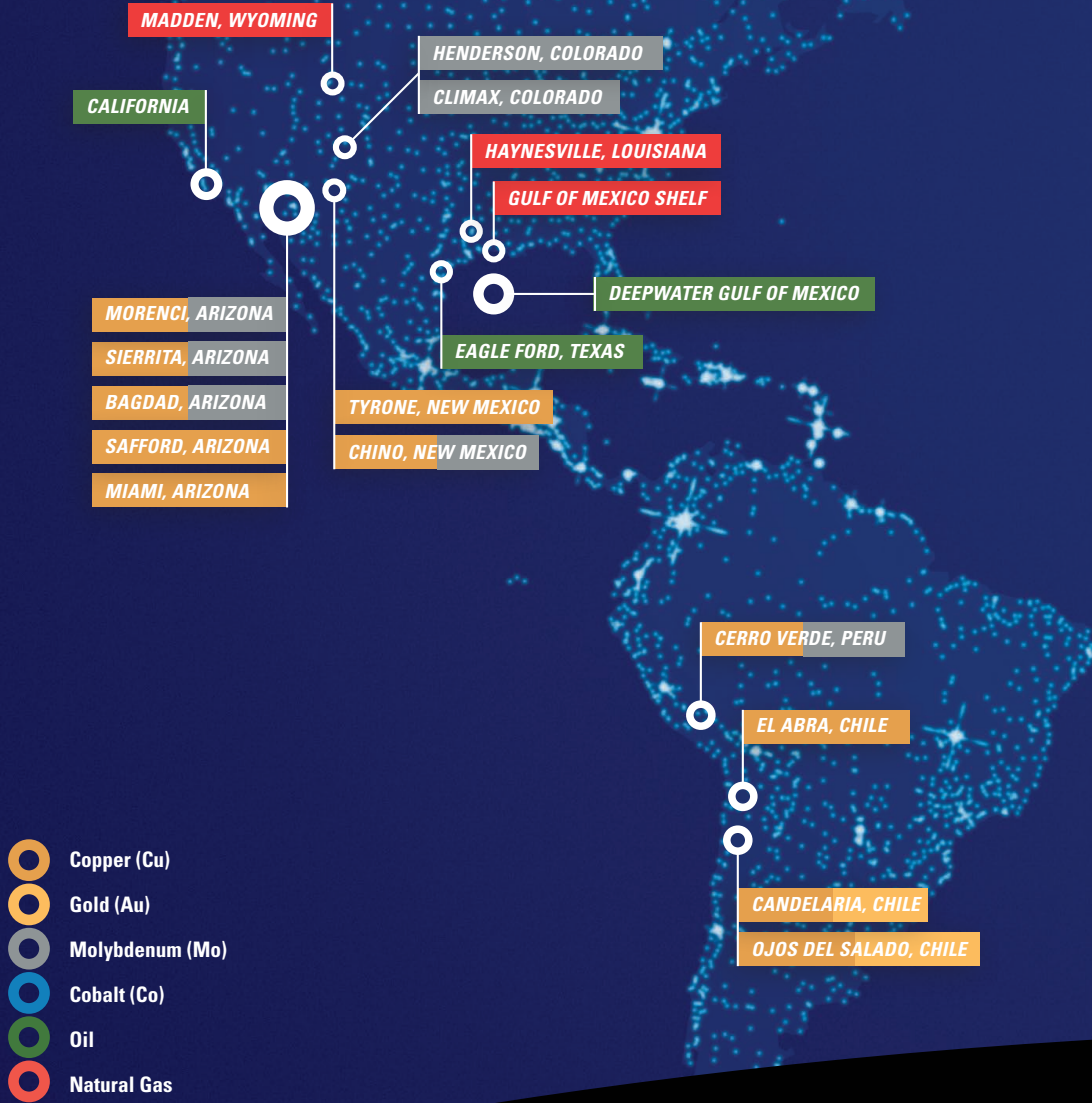 MADDEN, WYOMING
HENDERSON, COLORADO
CLIMAX, COLORADO
CALIFORNIA
HAYNESVILLE, LOUISIANA
GULF OF MEXICO SHELF
DEEPWATER GULF OF MEXICO
EAGLE FORD, TEXAS
MORENCI, ARIZONA
SIERRITA, ARIZONA
BAGDAD, ARIZONA
SAFFORD, ARIZONA
MIAMI, ARIZONA
TYRONE, NEW MEXICO
CHINO, NEW MEXICO
CERRO VERDE, PERU
EL ABRA, CHILE
CANDELARIA, CHILE
OJOS DEL SALADO, CHILE
Copper (Cu)
Gold (Au)
Molybdenum (Mo)
Cobalt (Co)
Oil
Natural Gas